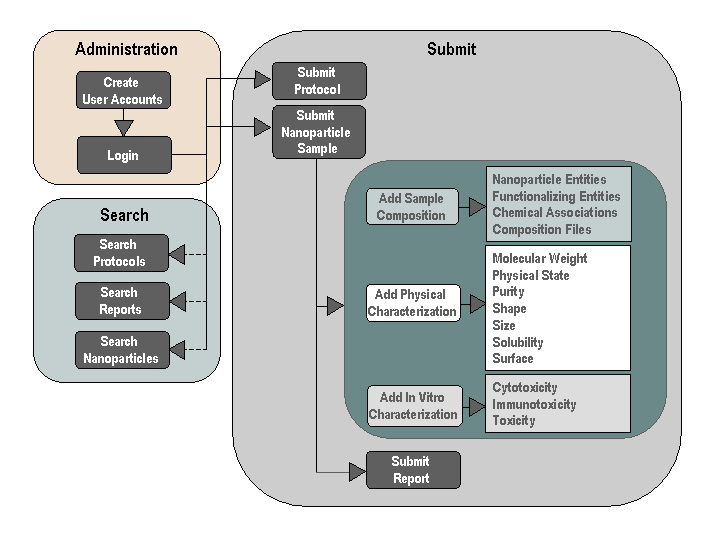 Administration
Create
User Accounts
Login
Search
Search
Protocols
Search
Reports
Search
Nanoparticles
Submit
Submit
Protocol
Submit
Nanoparticle
Sample
Add Sample
Composition
Nanoparticle Entities
Functionalizing Entities
Chemical Associations
Composition Files
Add Physical
Characterization
Molecular Weight
Physical State
Purity
Shape
Size
Solubility
Surface
Add In Vitro
Characterization
Cytotoxicity
Immunotoxicity
Toxicity
Submit
Report